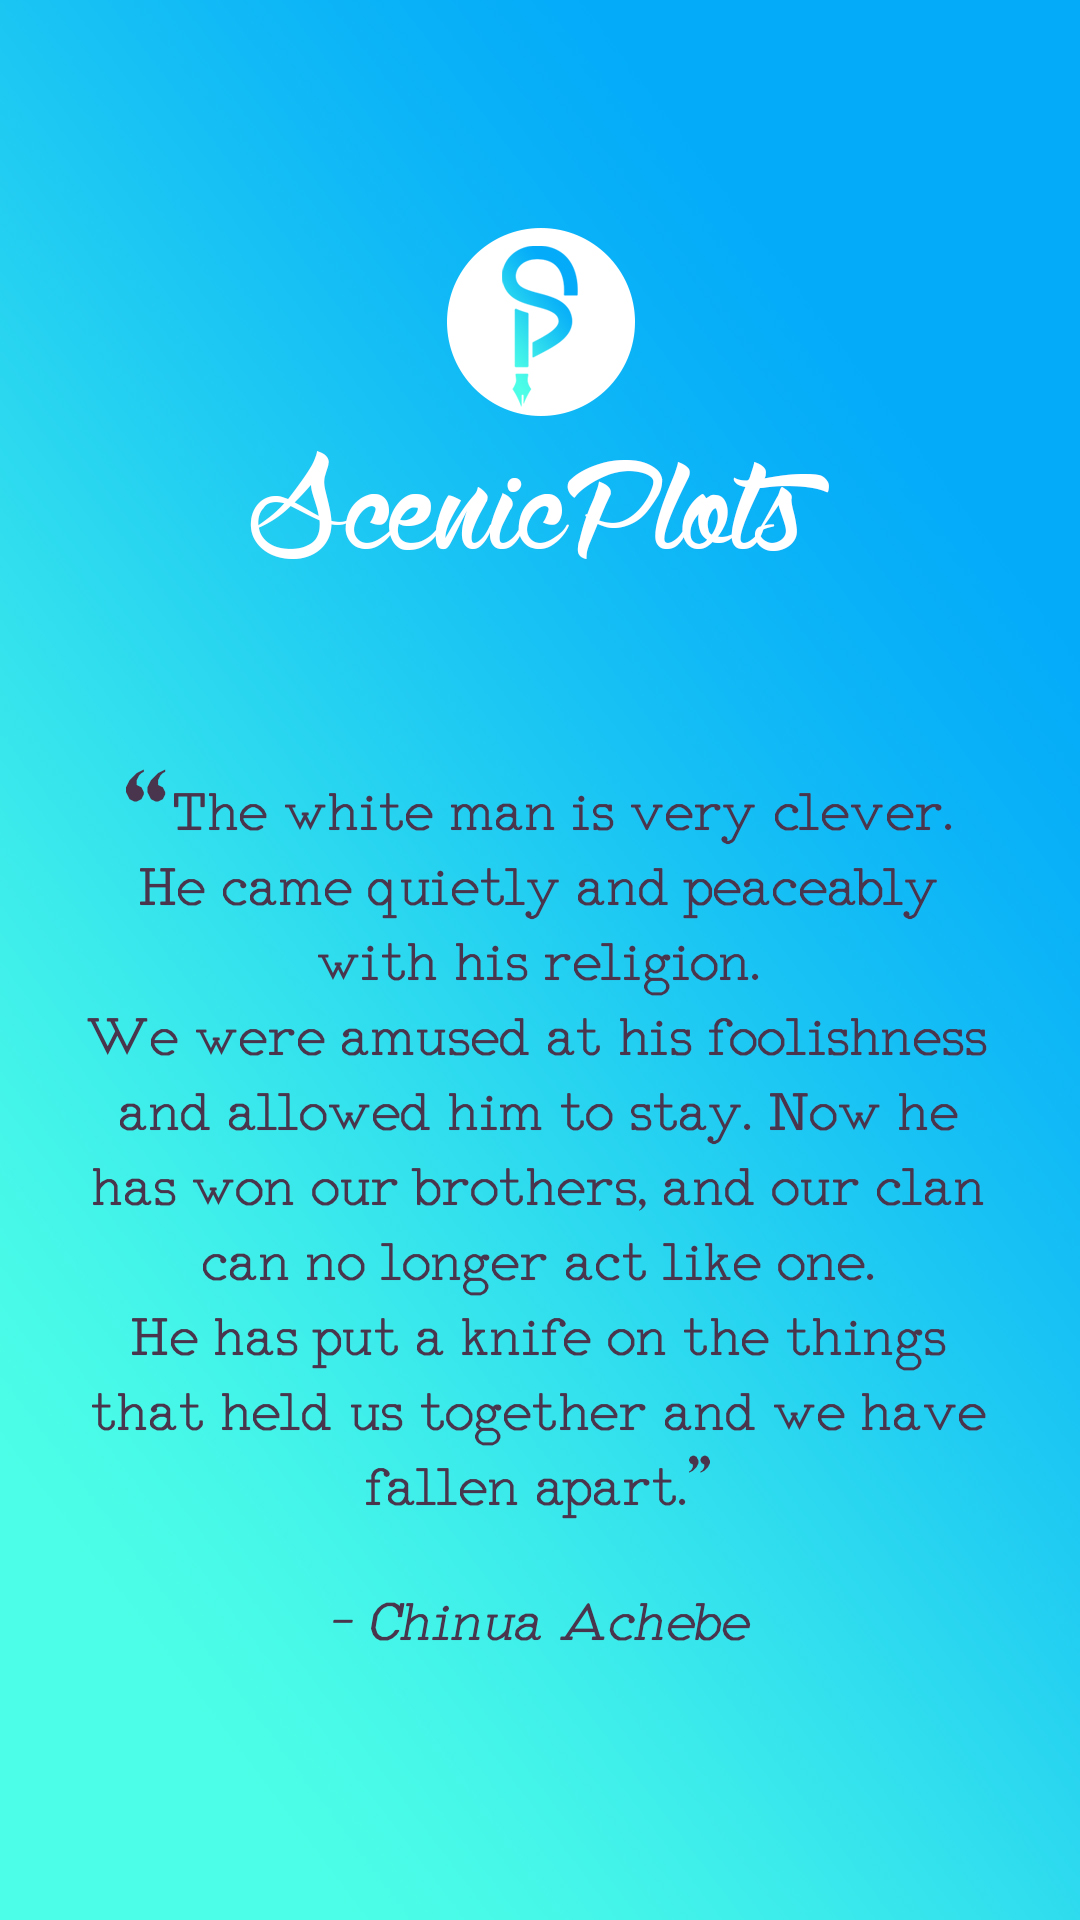 SP
ScenicPlots
“The white man is very clever.
He came quietly and peaceably
with his religion.
We were amused at his foolishness
and allowed him to stay. Now he
has won our brothers, and our clan
can no longer act like one.
He has put a knife on the things
that held us together and we have
fallen apart.”
- Chinua Achebe